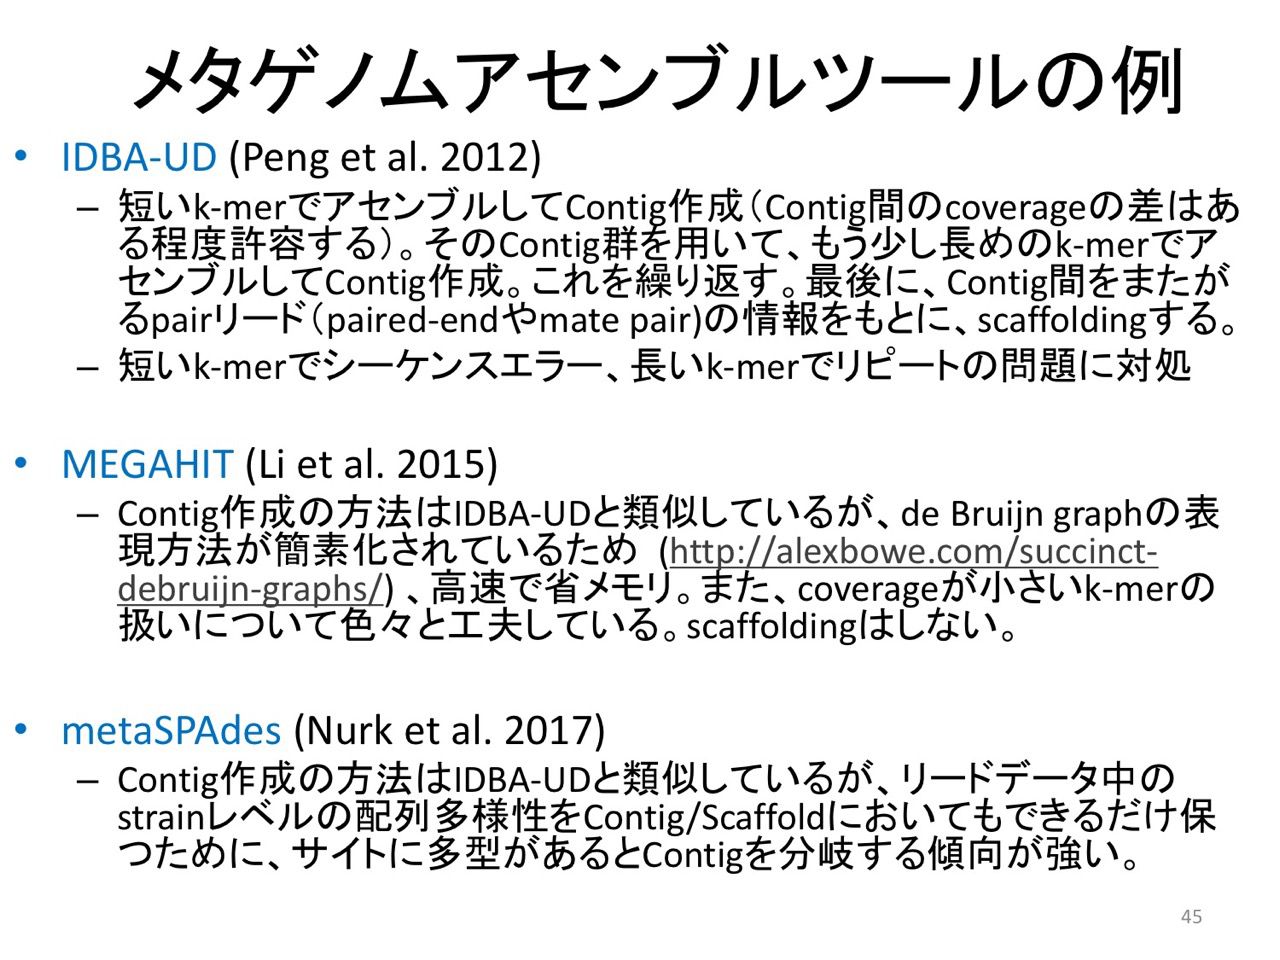 メタゲノムアセンブルツールの例
• IDBA-UD (Peng et al. 2012)
– 短いk-merでアセンブルしてContig作成（Contig間のcoverageの差はあ
る程度許容する）。そのContig群を用いて、もう少し長めのk-merでア
センブルしてContig作成。これを繰り返す。最後に、Contig間をまたが
るpairリード（paired-endやmate pair)の情報をもとに、scaffoldingする。
– 短いk-merでシーケンスエラー、長いk-merでリピートの問題に対処
• MEGAHIT (Li et al. 2015)
– Contig作成の方法はIDBA-UDと類似しているが、de Bruijn graphの表
現方法が簡素化されているため (http://alexbowe.com/succinct-
debruijn-graphs/) 、高速で省メモリ。また、coverageが小さいk-merの
扱いについて色々と工夫している。scaffoldingはしない。
• metaSPAdes (Nurk et al. 2017)
– Contig作成の方法はIDBA-UDと類似しているが、リードデータ中の
strainレベルの配列多様性をContig/Scaffoldにおいてもできるだけ保
つために、サイトに多型があるとContigを分岐する傾向が強い。
45